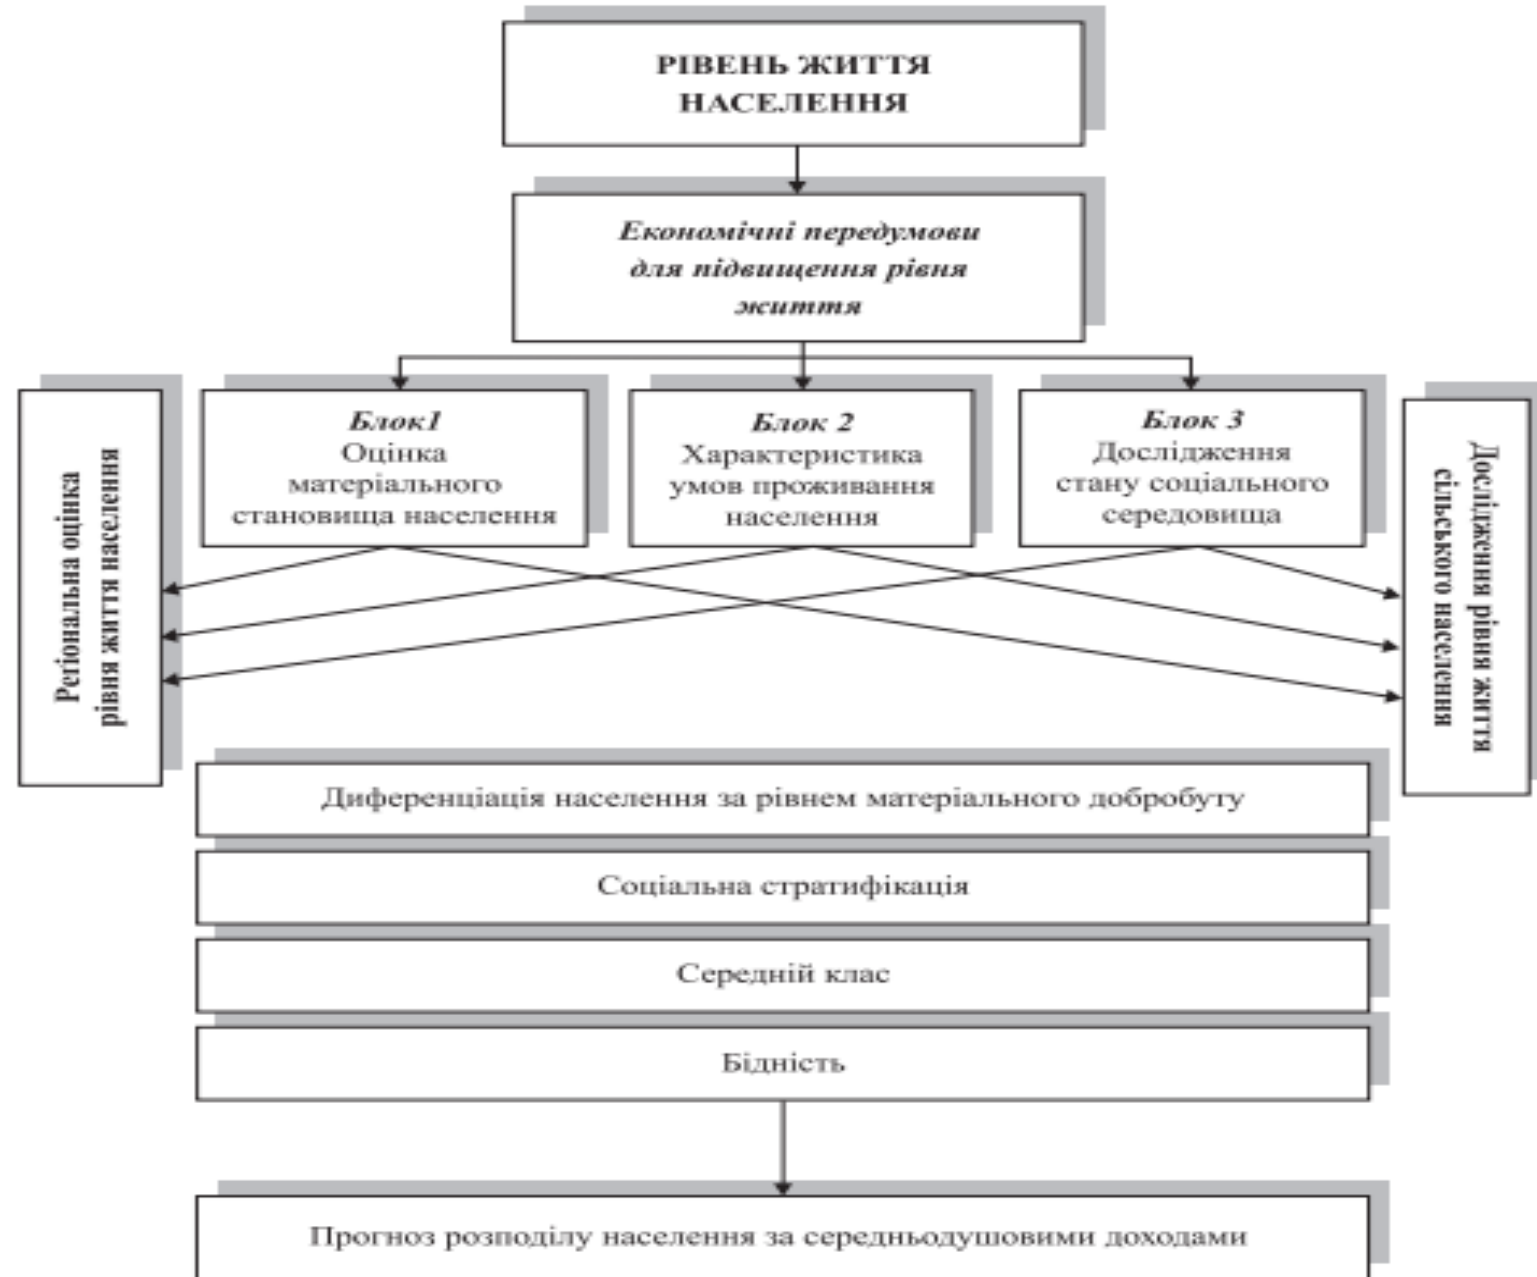 РІВЕНЬ ЖИТТЯ
НАСЕЛЕННЯ
Економічні передумови
для підвищення рівня
життя
Блок1
Оцінка
матеріального
становища населення
Блок 2
Характеристика
умов проживання
населення
Блок 3
Дослідження
стану соціального
середовища
Регіональна оцінка
рівня життя населення
Дослідження рівня життя
сільського населення
Диференціація населення за рівнем матеріального добробуту
Соціальна стратифікація
Середній клас
Бідність
Прогноз розподілу населення за середньодушовими доходами